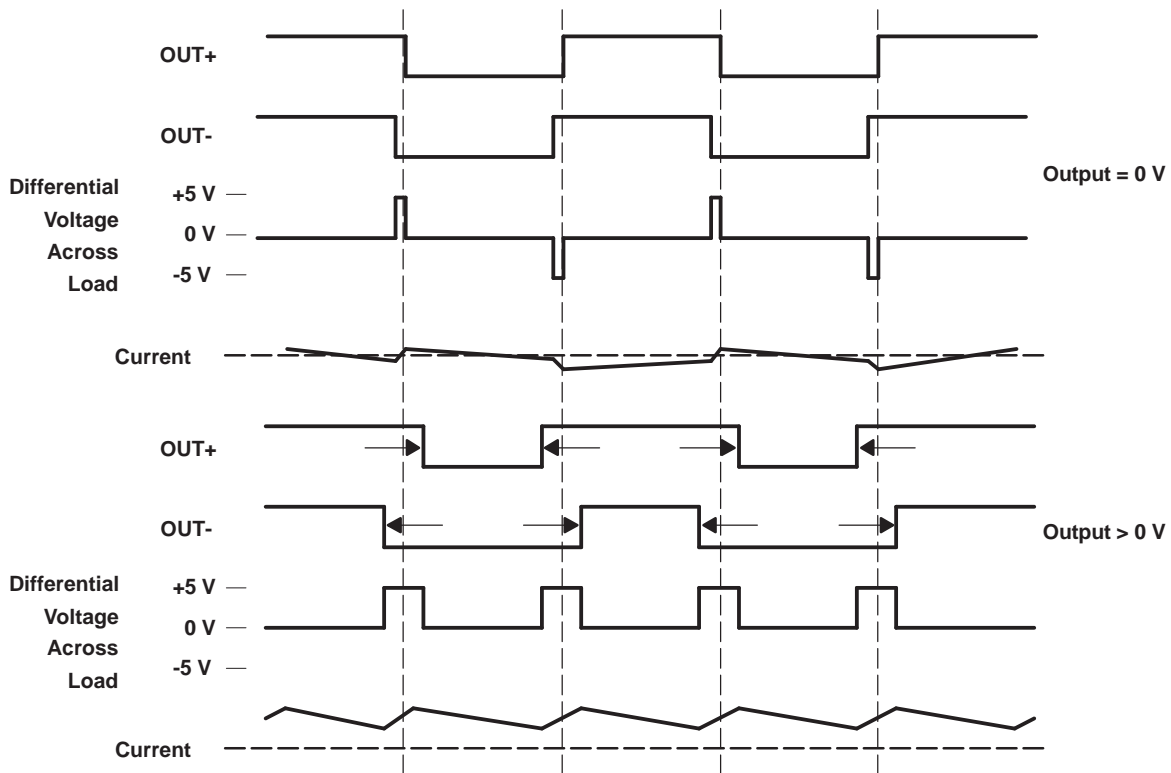 OUT+
OUT-
Output = 0 V
Differential
Voltage
Across
Load
+5 V
0 V
-5 V
Current
OUT+
OUT-
Output > 0 V
Differential
Voltage
Across
Load
+5 V
0 V
-5 V
Current